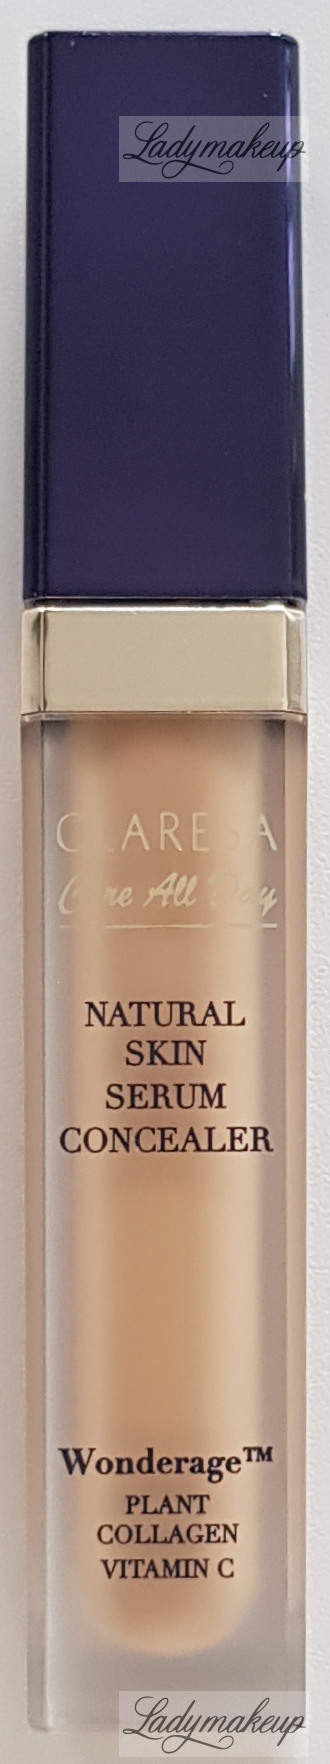 Ladymakeup
CLARESA
Care All Day
NATURAL
SKIN
SERUM
CONCEALER
Wonderage™
PLANT
COLLAGEN
VITAMIN C
Ladymakeup